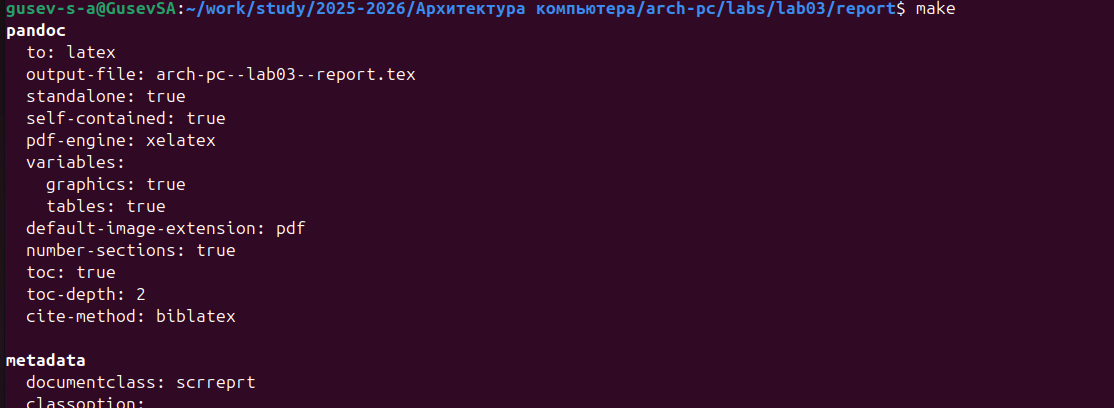 gusev-s-a@GusevSA:~/work/study/2025-2026/Архитектура компьютера/arch-pc/labs/lab03/report$ make
pandoc
  to: latex
  output-file: arch-pc--lab03--report.tex
  standalone: true
  self-contained: true
  pdf-engine: xelatex
  variables:
    graphics: true
    tables: true
  default-image-extension: pdf
  number-sections: true
  toc: true
  toc-depth: 2
  cite-method: biblatex

metadata
  documentclass: scrreprt
  classoption: